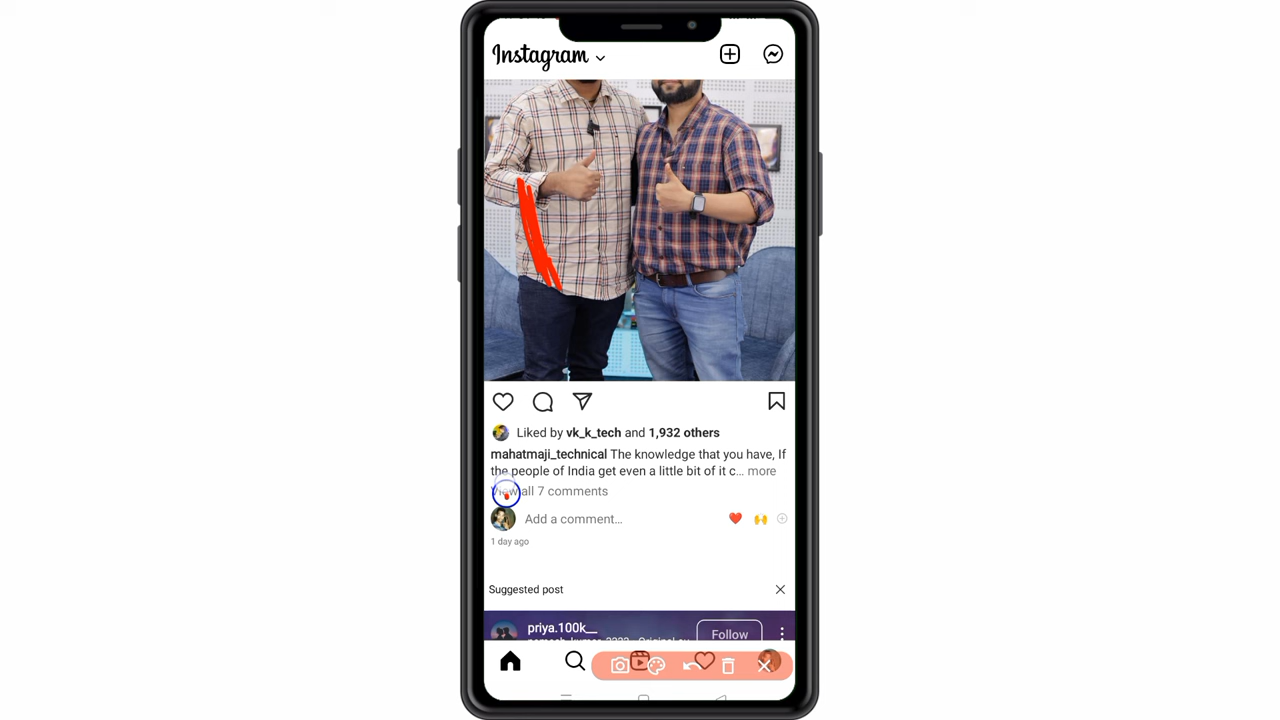 Instagram
Liked by vk_k_tech and 1,932 others
mahatmaji_technical The knowledge that you have, If
the people of India get even a little bit of it c... more
View all 7 comments
Add a comment...
1 day ago
Suggested post
priya.100k__
Follow